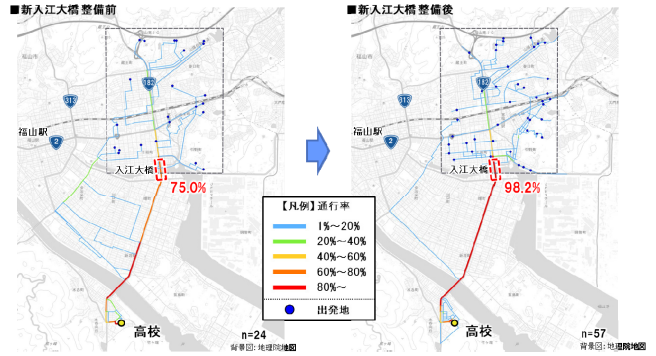 ■新入江大橋整備前
■新入江大橋整備後
182
313
福山駅
2
入江大橋
75.0%
高校
n=24
背景図:地理院地図
【凡例】通行率
1%~20%
20%~40%
40%~60%
60%~80%
80%~
出発地
182
313
福山駅
2
入江大橋
98.2%
高校
n=57
背景図:地理院地図